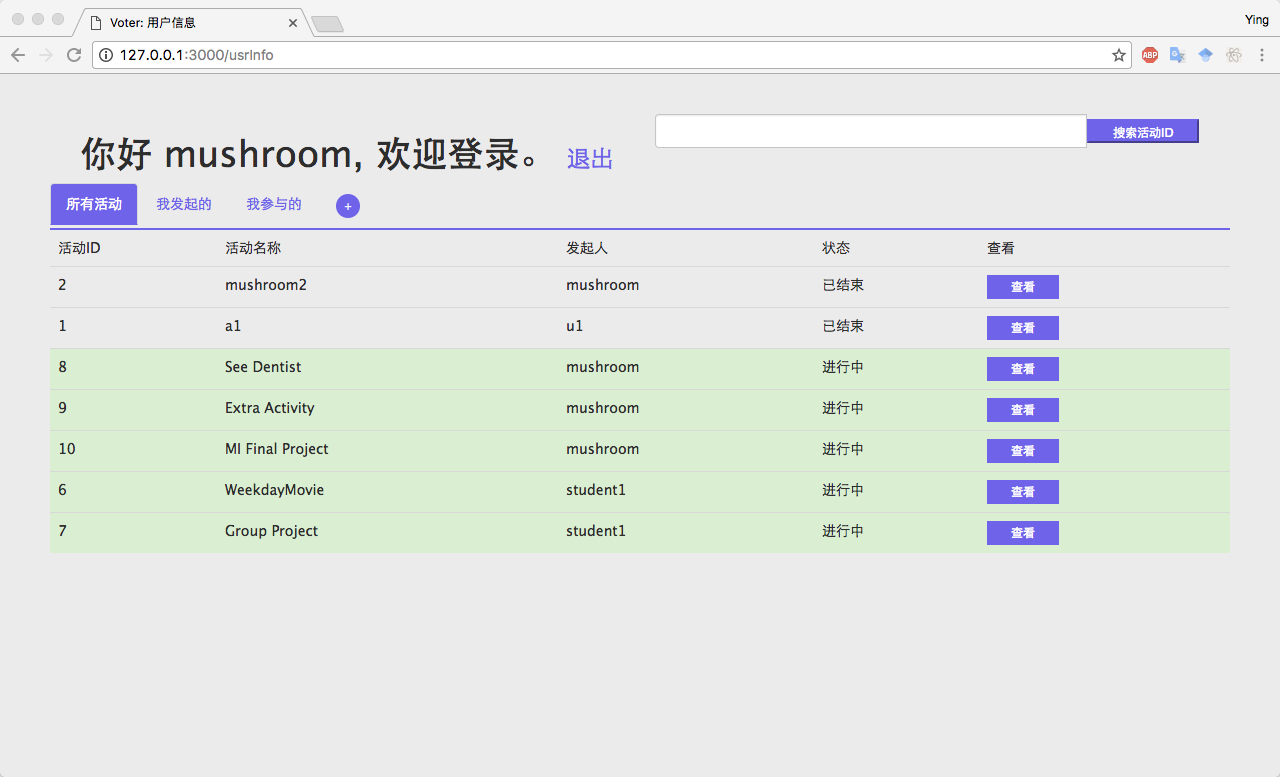 Voter: 用户信息
Ying
127.0.0.1:3000/usrInfo
ABP
你好 mushroom, 欢迎登录。 退出
搜索活动ID
所有活动 我发起的 我参与的 +
活动ID 活动名称 发起人 状态 查看
2 mushroom2 mushroom 已结束 查看
1 a1 u1 已结束 查看
8 See Dentist mushroom 进行中 查看
9 Extra Activity mushroom 进行中 查看
10 MI Final Project mushroom 进行中 查看
6 WeekdayMovie student1 进行中 查看
7 Group Project student1 进行中 查看